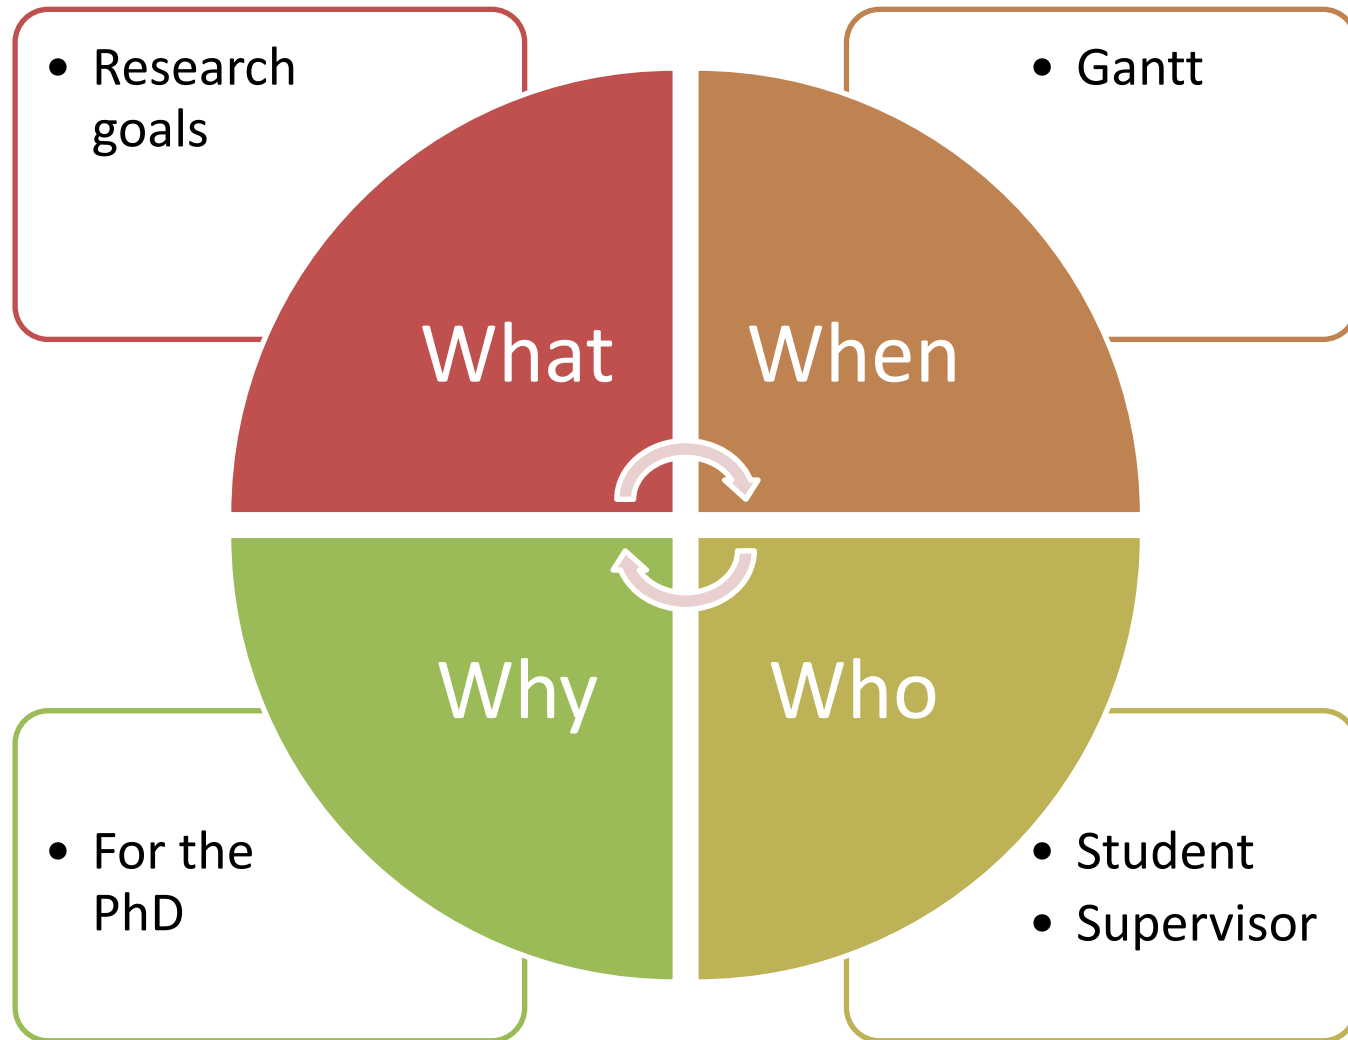 • Research
goals
• Gantt
What
When
Why
Who
• For the
PhD
• Student
• Supervisor